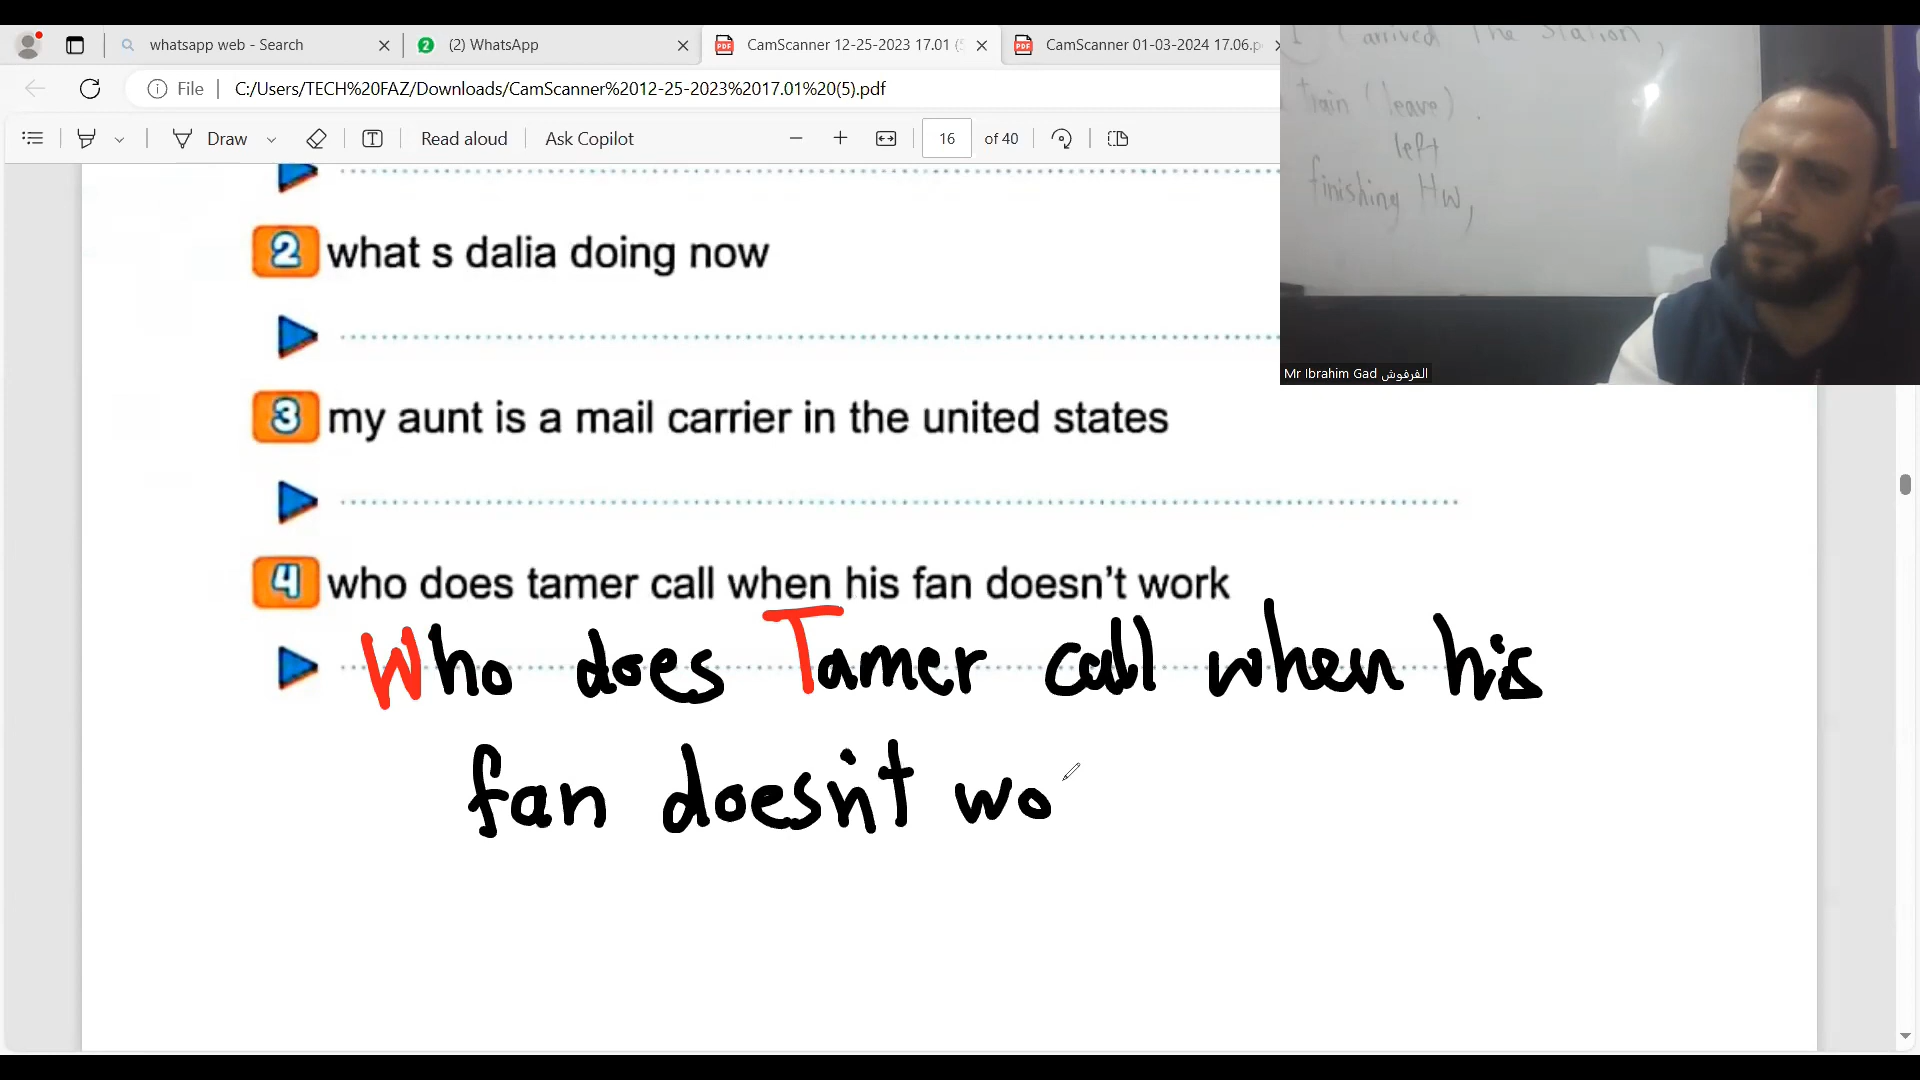 whatsapp web - Search
2 (2) WhatsApp
CamScanner 12-25-2023 17.01 (
CamScanner 01-03-2024 17.06.p
File C:/Users/TECH%20FAZ/Downloads/CamScanner%2012-25-2023%2017.01%20(5).pdf
Draw T Read aloud Ask Copilot 16 of 40
I (arrived The Station,
Train (leave).
left
finishing Hw,
Mr Ibrahim Gad الفرفوش
2 what s dalia doing now
3 my aunt is a mail carrier in the united states
4 who does tamer call when his fan doesn't work
Who does Tamer call when his
fan doesn't wo